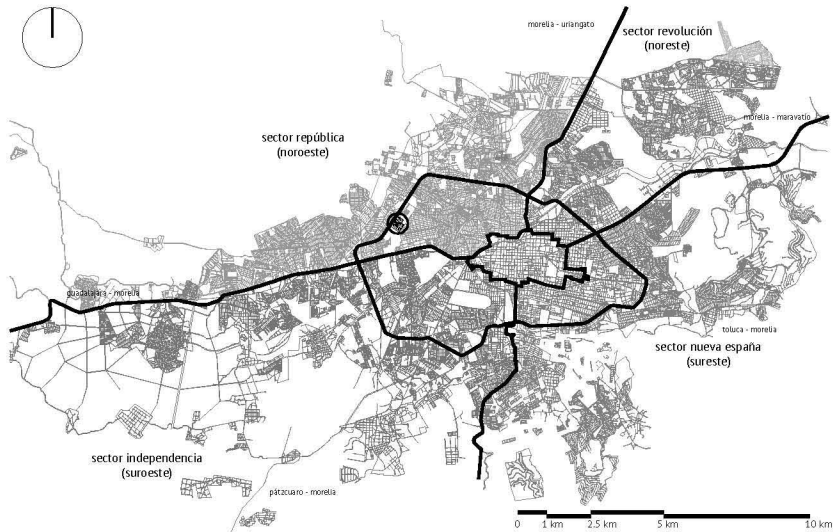 morelia - uriangato
sector revolución
(noreste)
morelia - maravatío
sector república
(noroeste)
guadalajara - morelia
toluca - morelia
sector nueva españa
(sureste)
sector independencia
(suroeste)
pátzcuaro - morelia
0 1 km 2.5 km 5 km 10 km